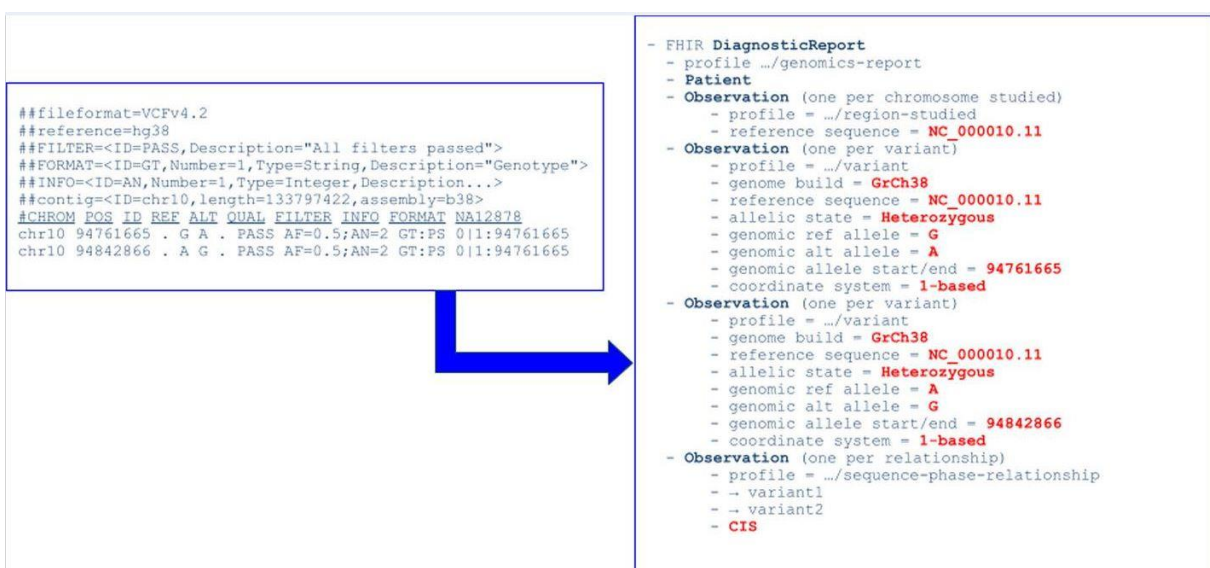 ##fileformat=VCFv4.2
##reference=hg38
##FILTER=<ID=PASS,Description="All filters passed">
##FORMAT=<ID=GT,Number=1,Type=String,Description="Genotype">
##INFO=<ID=AN,Number=1,Type=Integer,Description...>
##contig=<ID=chr10,length=133797422,assembly=b38>
#CHROM POS ID REF ALT QUAL FILTER INFO FORMAT NA12878
chr10 94761665 . G A . PASS AF=0.5;AN=2 GT:PS 0|1:94761665
chr10 94842866 . A G . PASS AF=0.5;AN=2 GT:PS 0|1:94761665
- FHIR DiagnosticReport
- profile …/genomics-report
- Patient
- Observation (one per chromosome studied)
- profile = …/region-studied
- reference sequence = NC_000010.11
- Observation (one per variant)
- profile = …/variant
- genome build = GrCh38
- reference sequence = NC_000010.11
- allelic state = Heterozygous
- genomic ref allele = G
- genomic alt allele = A
- genomic allele start/end = 94761665
- coordinate system = 1-based
- Observation (one per variant)
- profile = …/variant
- genome build = GrCh38
- reference sequence = NC_000010.11
- allelic state = Heterozygous
- genomic ref allele = A
- genomic alt allele = G
- genomic allele start/end = 94842866
- coordinate system = 1-based
- Observation (one per relationship)
- profile = …/sequence-phase-relationship
- → variant1
- → variant2
- CIS